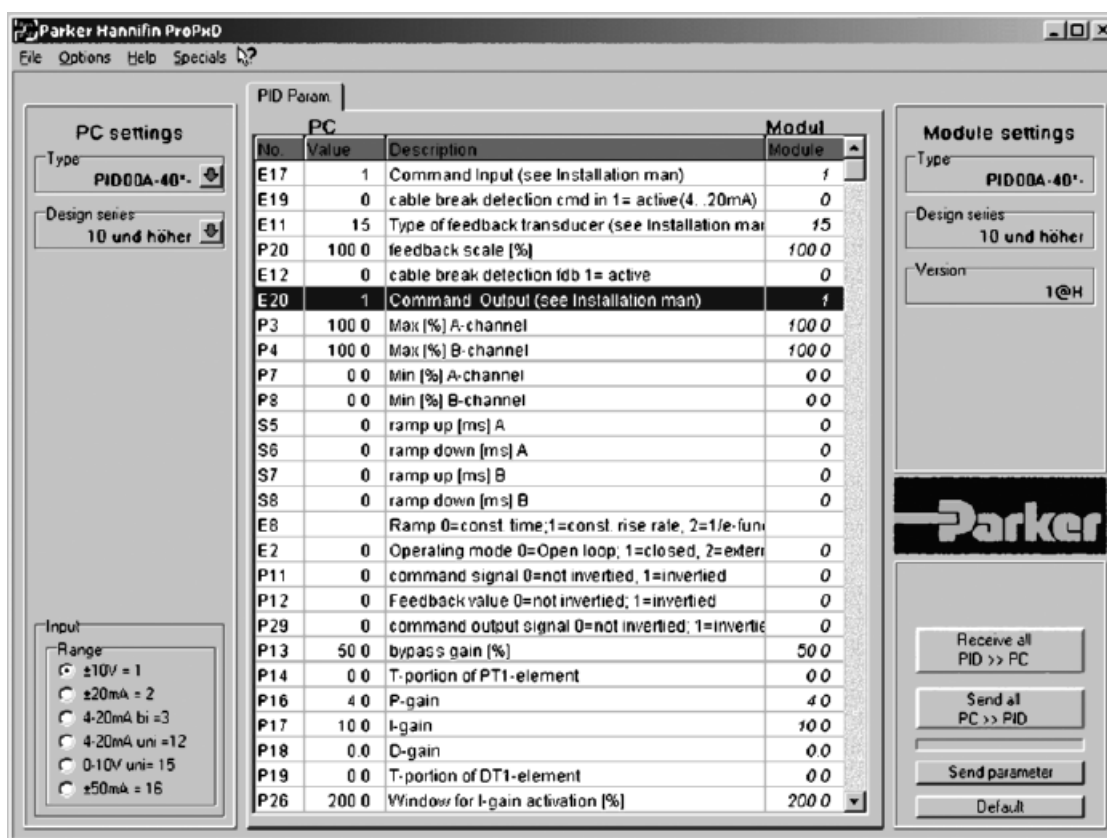 Parker Hannifin ProPxD
File Options Help Specials
PID Param.
PC settings
Type
PID00A-40*-
Design series
10 und höher
Input
Range
±10V = 1
±20mA = 2
4-20mA bi =3
4-20mA uni =12
0-10V uni= 15
±50mA = 16
PC Modul
No. Value Description Module
E17 1 Command Input (see Installation man) 1
E19 0 cable break detection cmd in 1= active(4. .20mA) 0
E11 15 Type of feedback transducer (see Installation mar 15
P20 100 0 feedback scale [%] 100 0
E12 0 cable break detection fdb 1= active 0
E20 1 Command Output (see Installation man) 1
P3 100 0 Max [%] A-channel 100 0
P4 100 0 Max [%] B-channel 100 0
P7 0 0 Min [%] A-channel 0 0
P8 0 0 Min [%] B-channel 0 0
S5 0 ramp up [ms] A 0
S6 0 ramp down [ms] A 0
S7 0 ramp up [ms] B 0
S8 0 ramp down [ms] B 0
E8 Ramp 0=const. time;1=const. rise rate, 2=1/e-fun
E2 0 Operating mode 0=Open loop; 1=closed, 2=extern 0
P11 0 command signal 0=not invertied, 1=invertied 0
P12 0 Feedback value 0=not invertied; 1=invertied 0
P29 0 command output signal 0=not invertied; 1=invertie 0
P13 50 0 bypass gain [%] 50 0
P14 0 0 T-portion of PT1-element 0 0
P16 4 0 P-gain 4 0
P17 10 0 I-gain 10 0
P18 0.0 D-gain 0.0
P19 0 0 T-portion of DT1-element 0 0
P26 200 0 Window for I-gain activation [%] 200 0
Module settings
Type
PID00A-40*-
Design series
10 und höher
Version
1@H
Parker
Receive all
PID >> PC
Send all
PC >> PID
Send parameter
Default